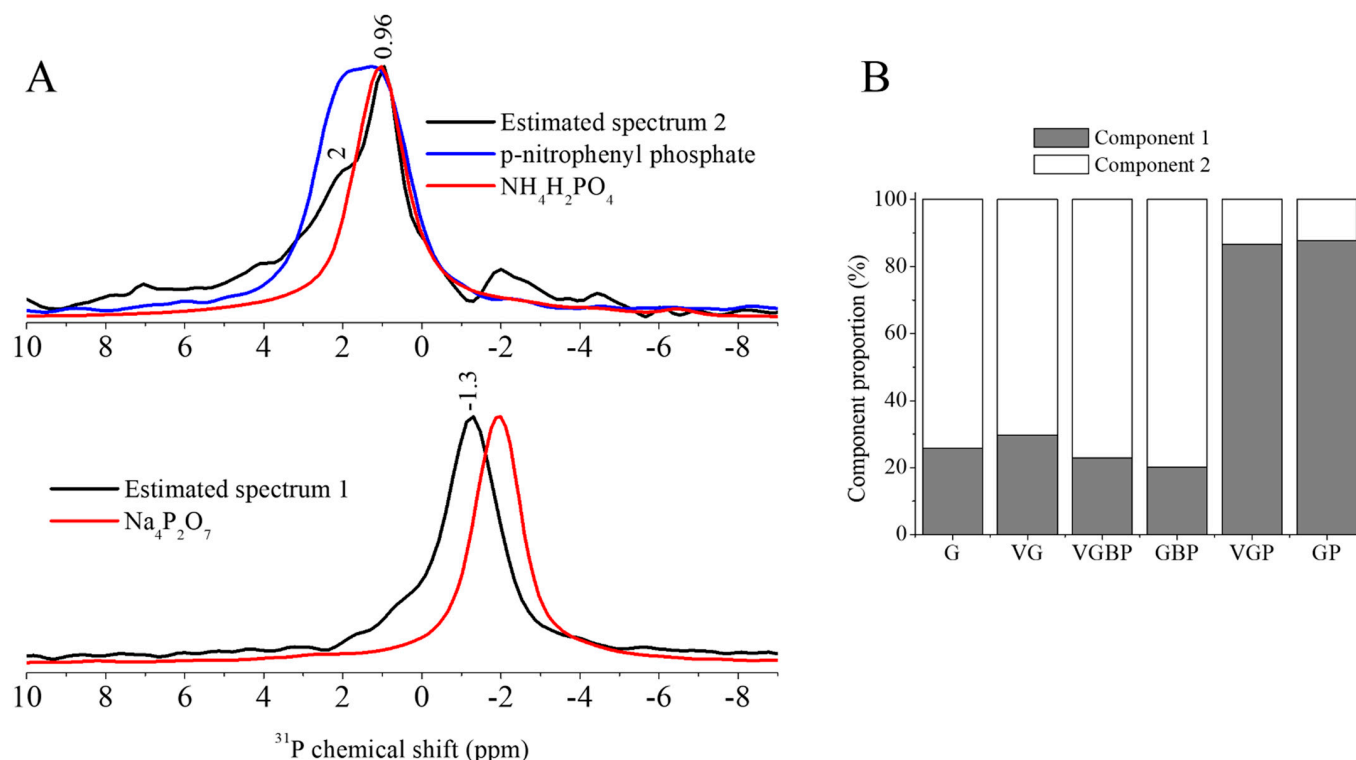 A
0.96
2
Estimated spectrum 2
p-nitrophenyl phosphate
NH₄H₂PO₄
10 8 6 4 2 0 -2 -4 -6 -8
-1.3
Estimated spectrum 1
Na₄P₂O₇
10 8 6 4 2 0 -2 -4 -6 -8
³¹P chemical shift (ppm)
B
Component 1
Component 2
Component proportion (%)
100
80
60
40
20
0
G VG VGBP GBP VGP GP